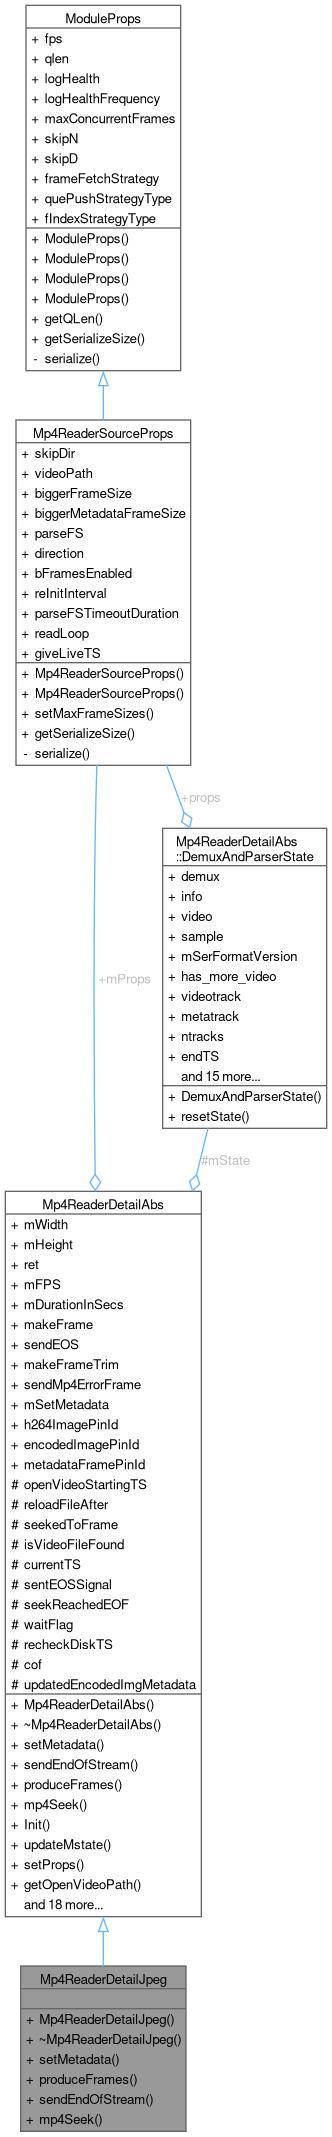 ModuleProps
+ fps
+ qlen
+ logHealth
+ logHealthFrequency
+ maxConcurrentFrames
+ skipN
+ skipD
+ frameFetchStrategy
+ quePushStrategyType
+ fIndexStrategyType
+ ModuleProps()
+ ModuleProps()
+ ModuleProps()
+ ModuleProps()
+ getQLen()
+ getSerializeSize()
- serialize()
Mp4ReaderSourceProps
+ skipDir
+ videoPath
+ biggerFrameSize
+ biggerMetadataFrameSize
+ parseFS
+ direction
+ bFramesEnabled
+ reInitInterval
+ parseFSTimeoutDuration
+ readLoop
+ giveLiveTS
+ Mp4ReaderSourceProps()
+ Mp4ReaderSourceProps()
+ setMaxFrameSizes()
+ getSerializeSize()
- serialize()
+props
Mp4ReaderDetailAbs
::DemuxAndParserState
+ demux
+ info
+ video
+ sample
+ mSerFormatVersion
+ has_more_video
+ videotrack
+ metatrack
+ ntracks
+ endTS
and 15 more...
+ DemuxAndParserState()
+ resetState()
+mProps
#mState
Mp4ReaderDetailAbs
+ mWidth
+ mHeight
+ ret
+ mFPS
+ mDurationInSecs
+ makeFrame
+ sendEOS
+ makeFrameTrim
+ sendMp4ErrorFrame
+ mSetMetadata
+ h264ImagePinId
+ encodedImagePinId
+ metadataFramePinId
# openVideoStartingTS
# reloadFileAfter
# seekedToFrame
# isVideoFileFound
# currentTS
# sentEOSSignal
# seekReachedEOF
# waitFlag
# recheckDiskTS
# cof
# updatedEncodedImgMetadata
+ Mp4ReaderDetailAbs()
+ ~Mp4ReaderDetailAbs()
+ setMetadata()
+ sendEndOfStream()
+ produceFrames()
+ mp4Seek()
+ Init()
+ updateMstate()
+ setProps()
+ getOpenVideoPath()
and 18 more...
Mp4ReaderDetailJpeg
+ Mp4ReaderDetailJpeg()
+ ~Mp4ReaderDetailJpeg()
+ setMetadata()
+ produceFrames()
+ sendEndOfStream()
+ mp4Seek()